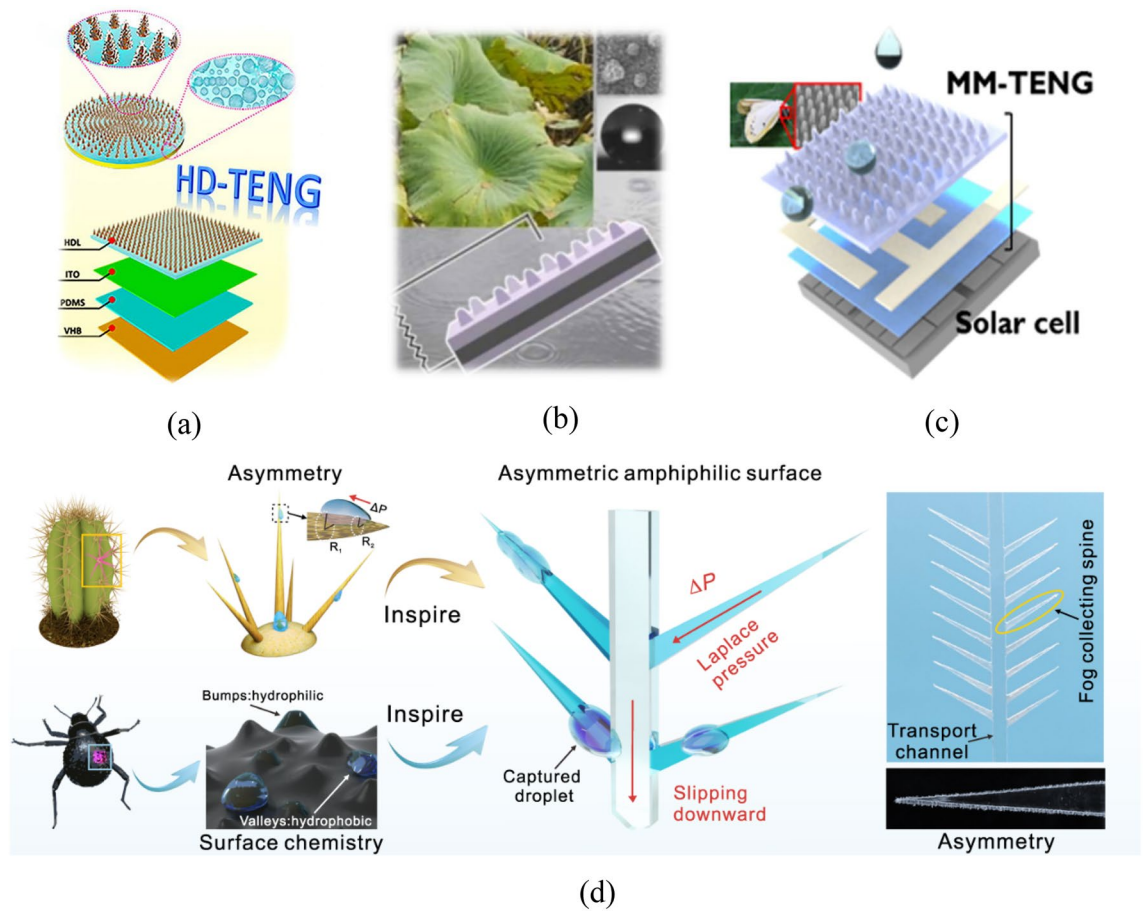 HD-TENG
HDL
ITO
PDMS
VHB
(a)
(b)
MM-TENG
Solar cell
(c)
Asymmetry
ΔP
R1
R2
Inspire
Bumps:hydrophilic
Valleys:hydrophobic
Surface chemistry
Inspire
Asymmetric amphiphilic surface
ΔP
Laplace
pressure
Captured
droplet
Slipping
downward
Fog collecting spine
Transport
channel
Asymmetry
(d)